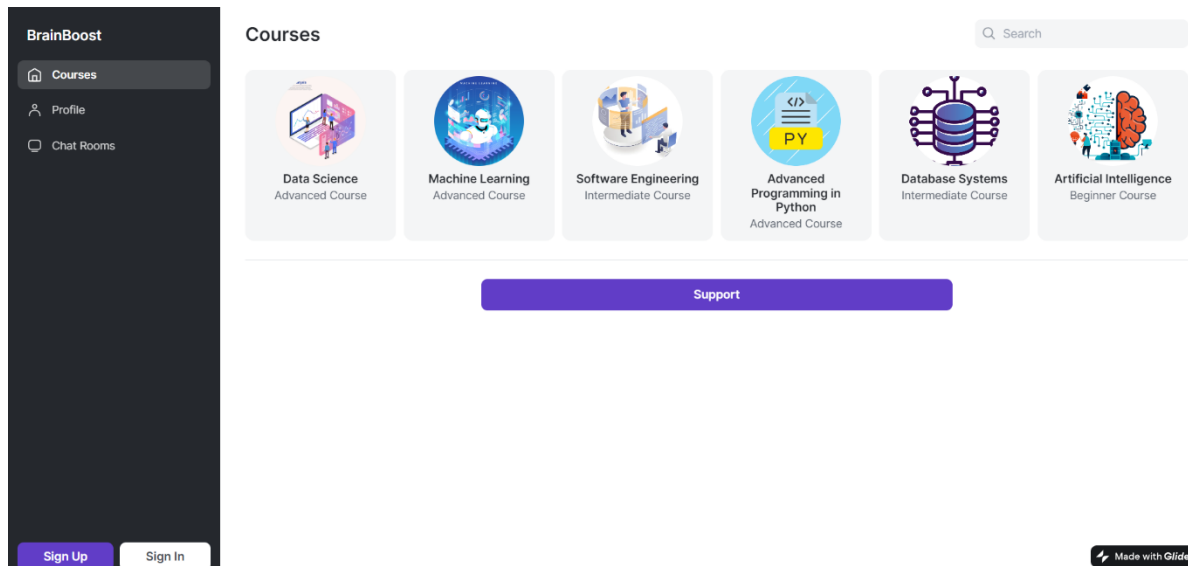 BrainBoost
Courses
Profile
Chat Rooms
Sign Up
Sign In
Courses
Search
Data Science
Advanced Course
MACHINE LEARNING
Machine Learning
Advanced Course
Software Engineering
Intermediate Course
</>
PY
Advanced
Programming in
Python
Advanced Course
Database Systems
Intermediate Course
Artificial Intelligence
Beginner Course
Support
Made with Glide